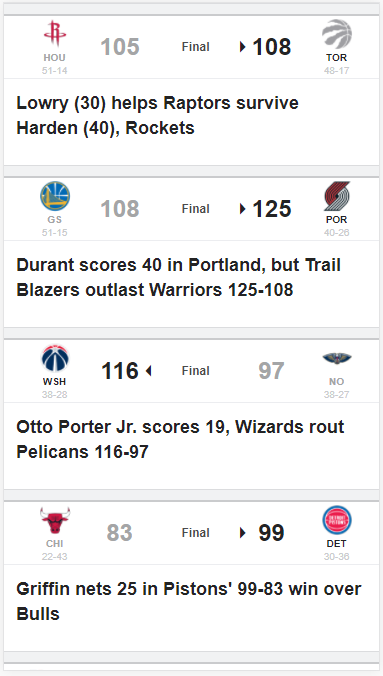 105 Final 108
HOU TOR
51-14 48-17
Lowry (30) helps Raptors survive
Harden (40), Rockets
108 Final 125
GS POR
51-15 40-26
Durant scores 40 in Portland, but Trail
Blazers outlast Warriors 125-108
116 Final 97
WSH NO
38-28 38-27
Otto Porter Jr. scores 19, Wizards rout
Pelicans 116-97
83 Final 99
CHI DET
22-43 30-36
Griffin nets 25 in Pistons' 99-83 win over
Bulls